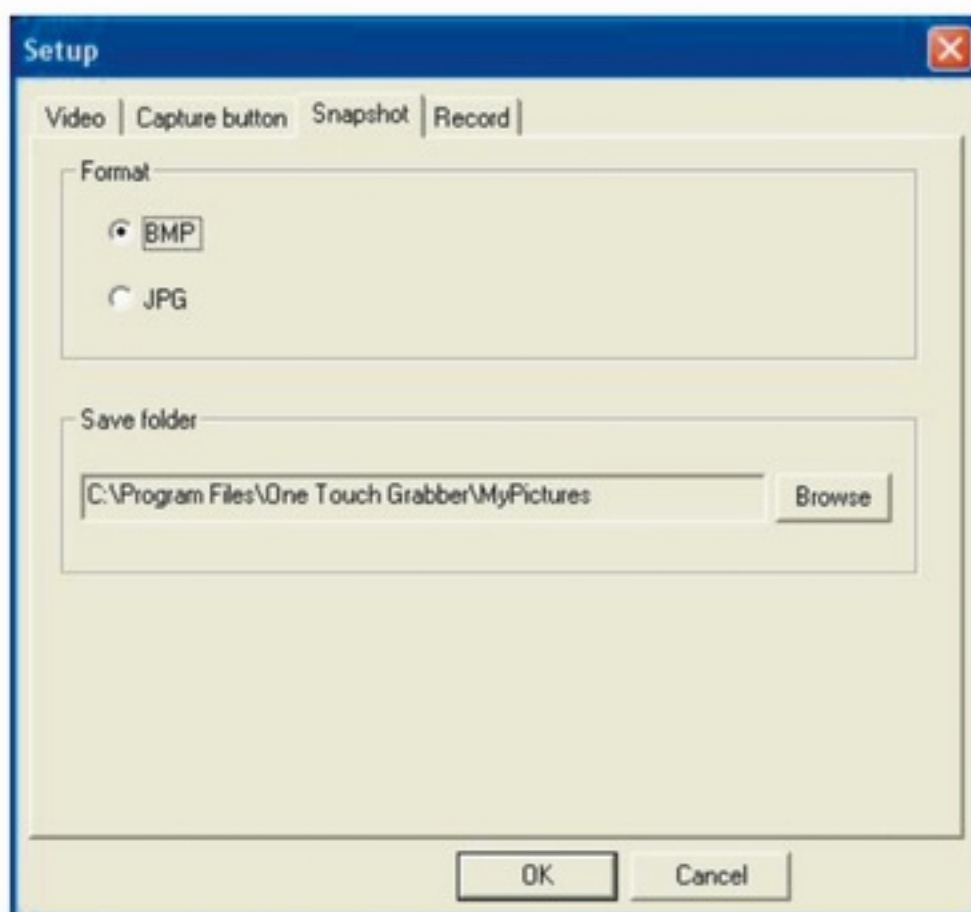 Setup
Video Capture button Snapshot Record
Format
BMP
JPG
Save folder
C:\Program Files\One Touch Grabber\MyPictures Browse
OK Cancel